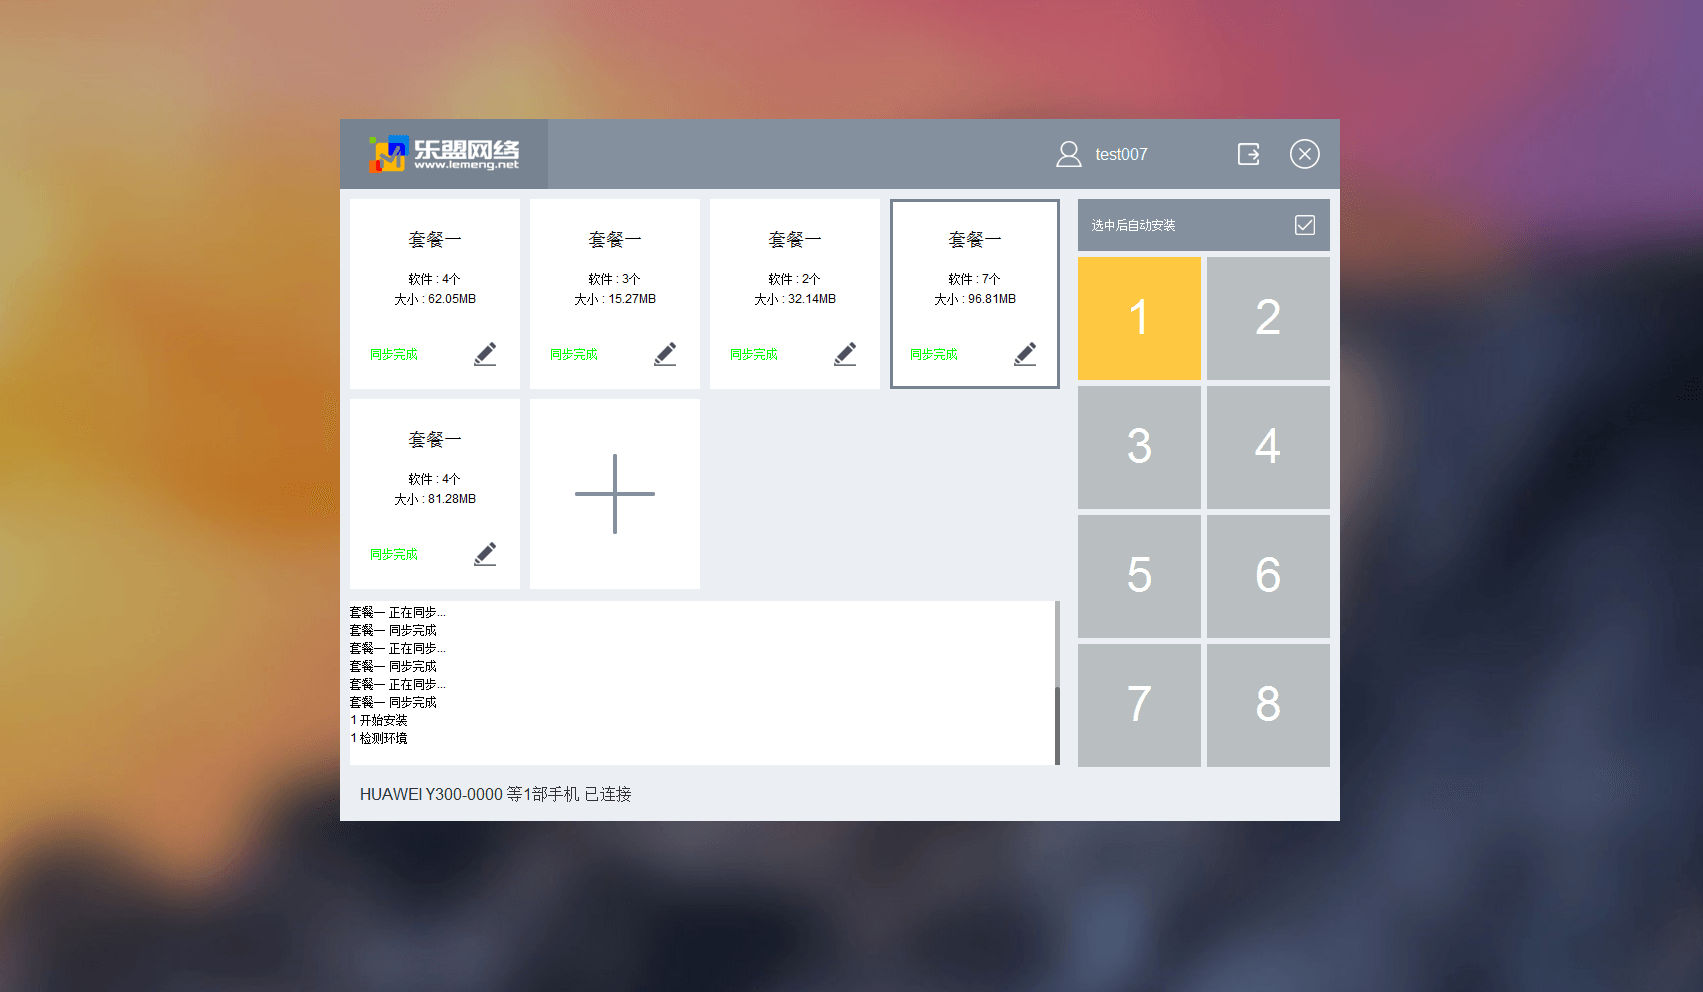 乐盟网络
www.lemeng.net
test007
套餐一
软件 : 4个
大小 : 62.05MB
同步完成
套餐一
软件 : 3个
大小 : 15.27MB
同步完成
套餐一
软件 : 2个
大小 : 32.14MB
同步完成
套餐一
软件 : 7个
大小 : 96.81MB
同步完成
套餐一
软件 : 4个
大小 : 81.28MB
同步完成
选中后自动安装
1
2
3
4
5
6
7
8
套餐一 正在同步...
套餐一 同步完成
套餐一 正在同步...
套餐一 同步完成
套餐一 正在同步...
套餐一 同步完成
1 开始安装
1 检测环境
HUAWEI Y300-0000 等1部手机 已连接